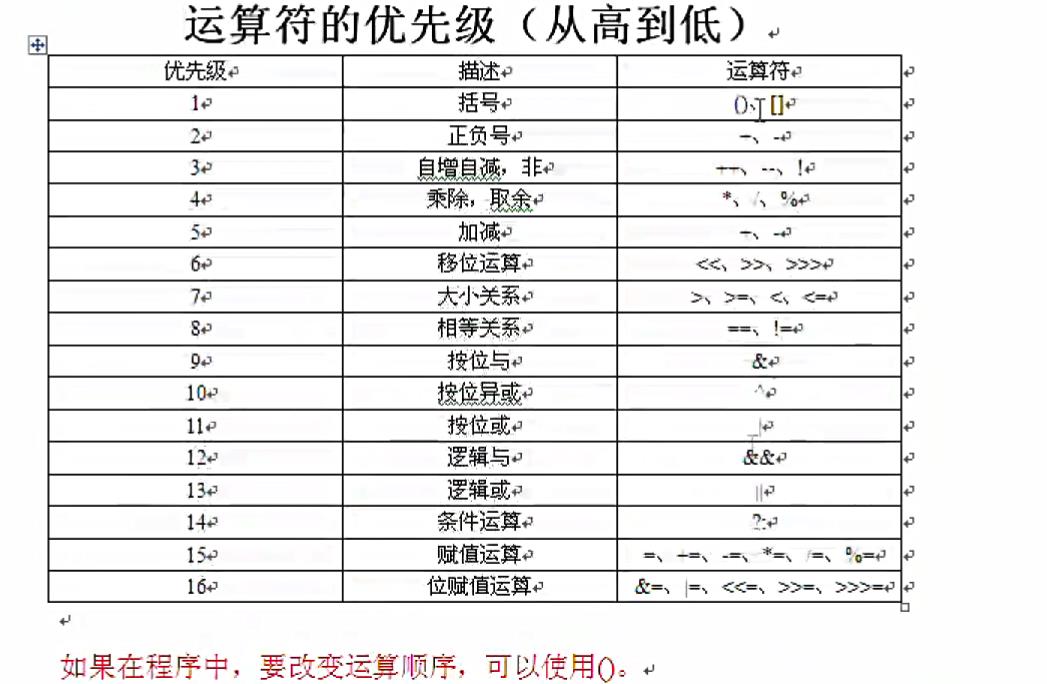 运算符的优先级（从高到低）
优先级 描述 运算符
1 括号 ()、[]
2 正负号 +、-
3 自增自减，非 ++、--、!
4 乘除，取余 *、/、%
5 加减 +、-
6 移位运算 <<、>>、>>>
7 大小关系 >、>=、<、<=
8 相等关系 ==、!=
9 按位与 &
10 按位异或 ^
11 按位或 |
12 逻辑与 &&
13 逻辑或 ||
14 条件运算 ?:
15 赋值运算 =、+=、-=、*=、/=、%=
16 位赋值运算 &=、|=、<<=、>>=、>>>=
如果在程序中，要改变运算顺序，可以使用()。